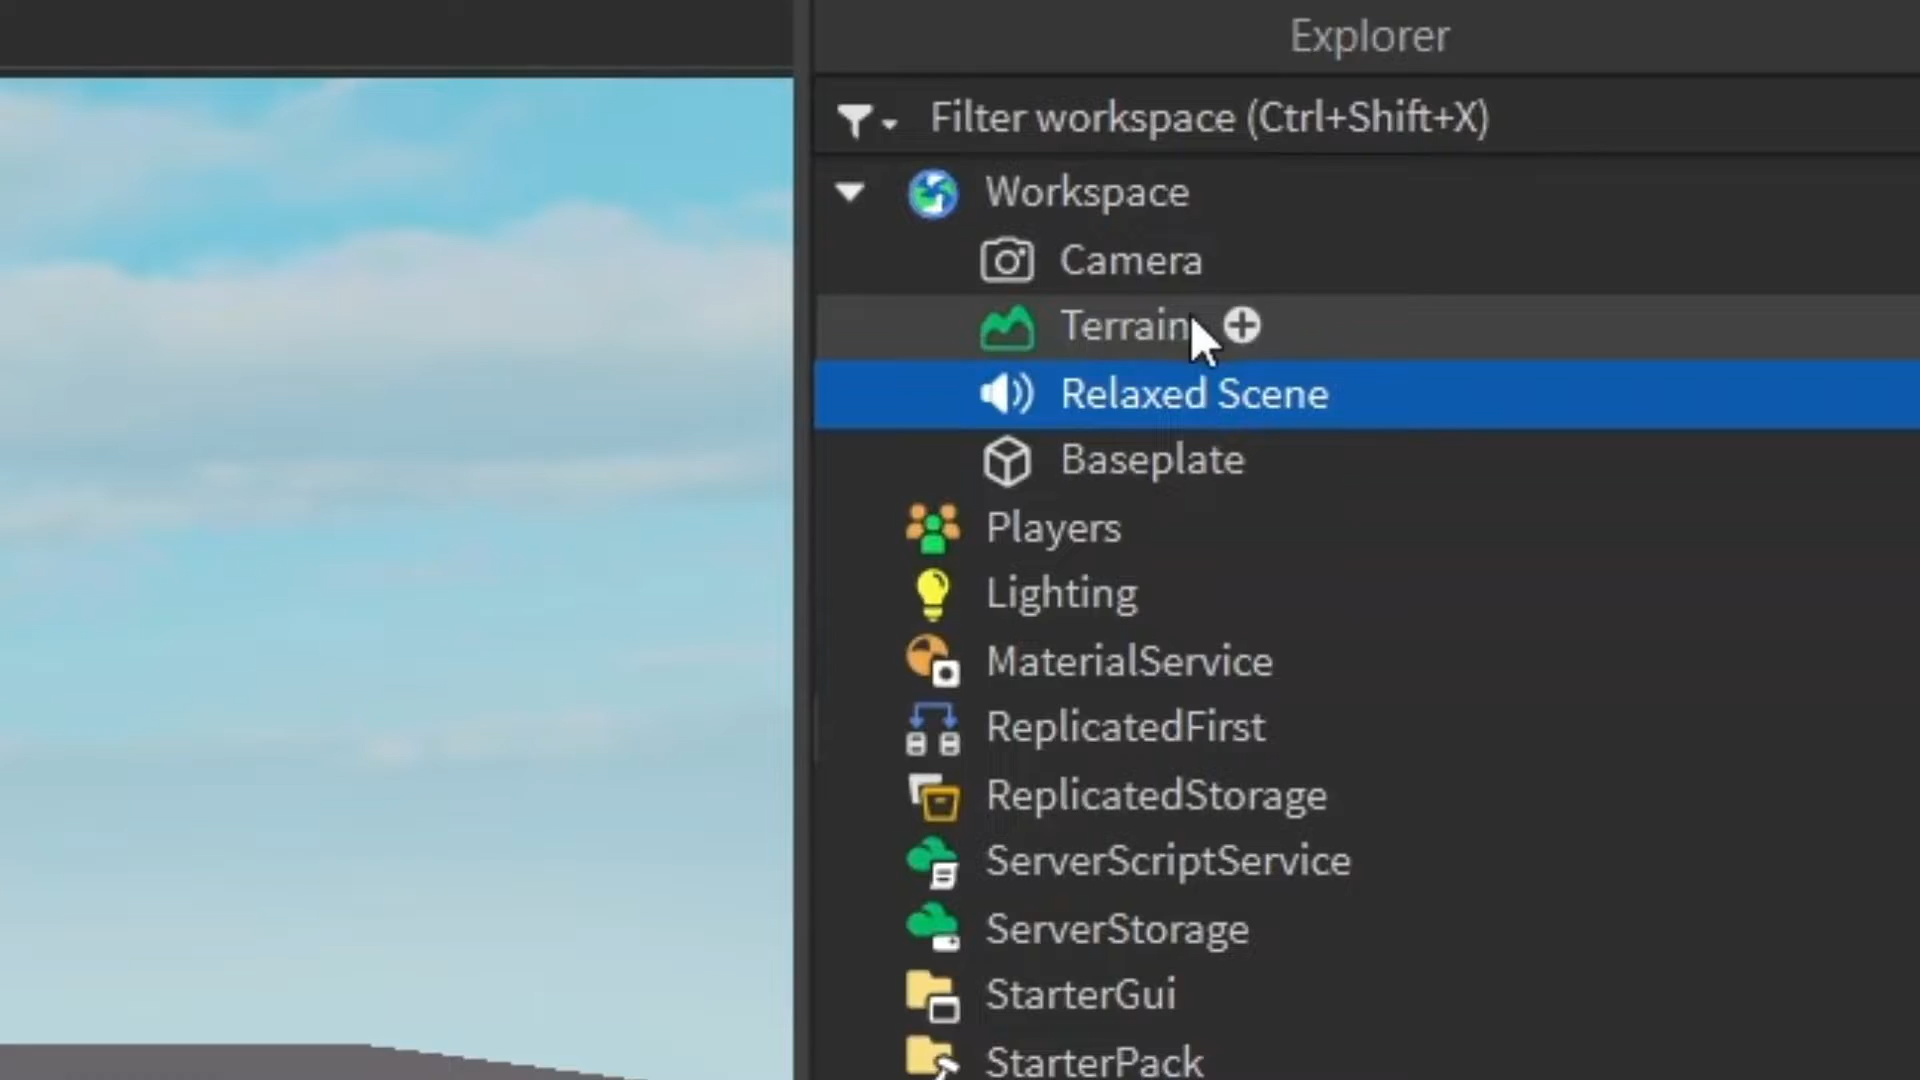 Explorer
Filter workspace (Ctrl+Shift+X)
Workspace
Camera
Terrain
Relaxed Scene
Baseplate
Players
Lighting
MaterialService
ReplicatedFirst
ReplicatedStorage
ServerScriptService
ServerStorage
StarterGui
StarterPack